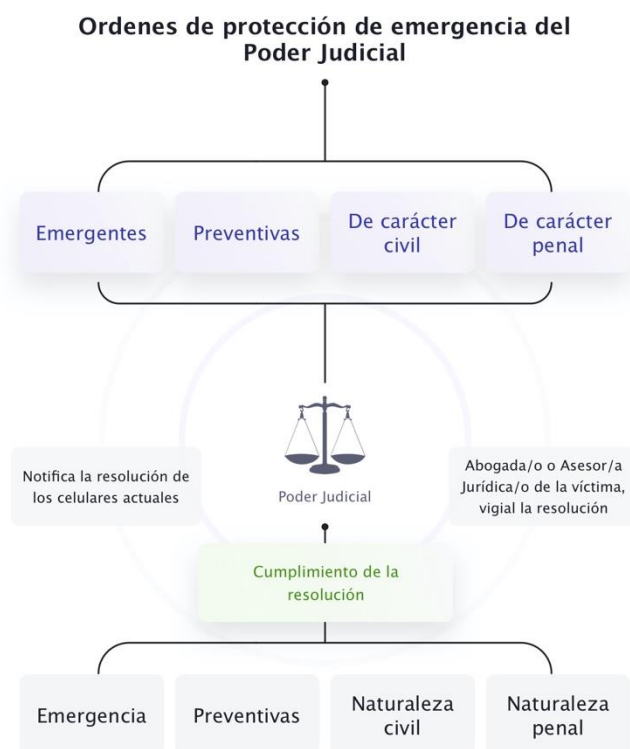 Ordenes de protección de emergencia del
Poder Judicial
Emergentes
Preventivas
De carácter
civil
De carácter
penal
Notifica la resolución de
los celulares actuales
Poder Judicial
Abogada/o o Asesor/a
Jurídica/o de la víctima,
vigial la resolución
Cumplimiento de la
resolución
Emergencia
Preventivas
Naturaleza
civil
Naturaleza
penal